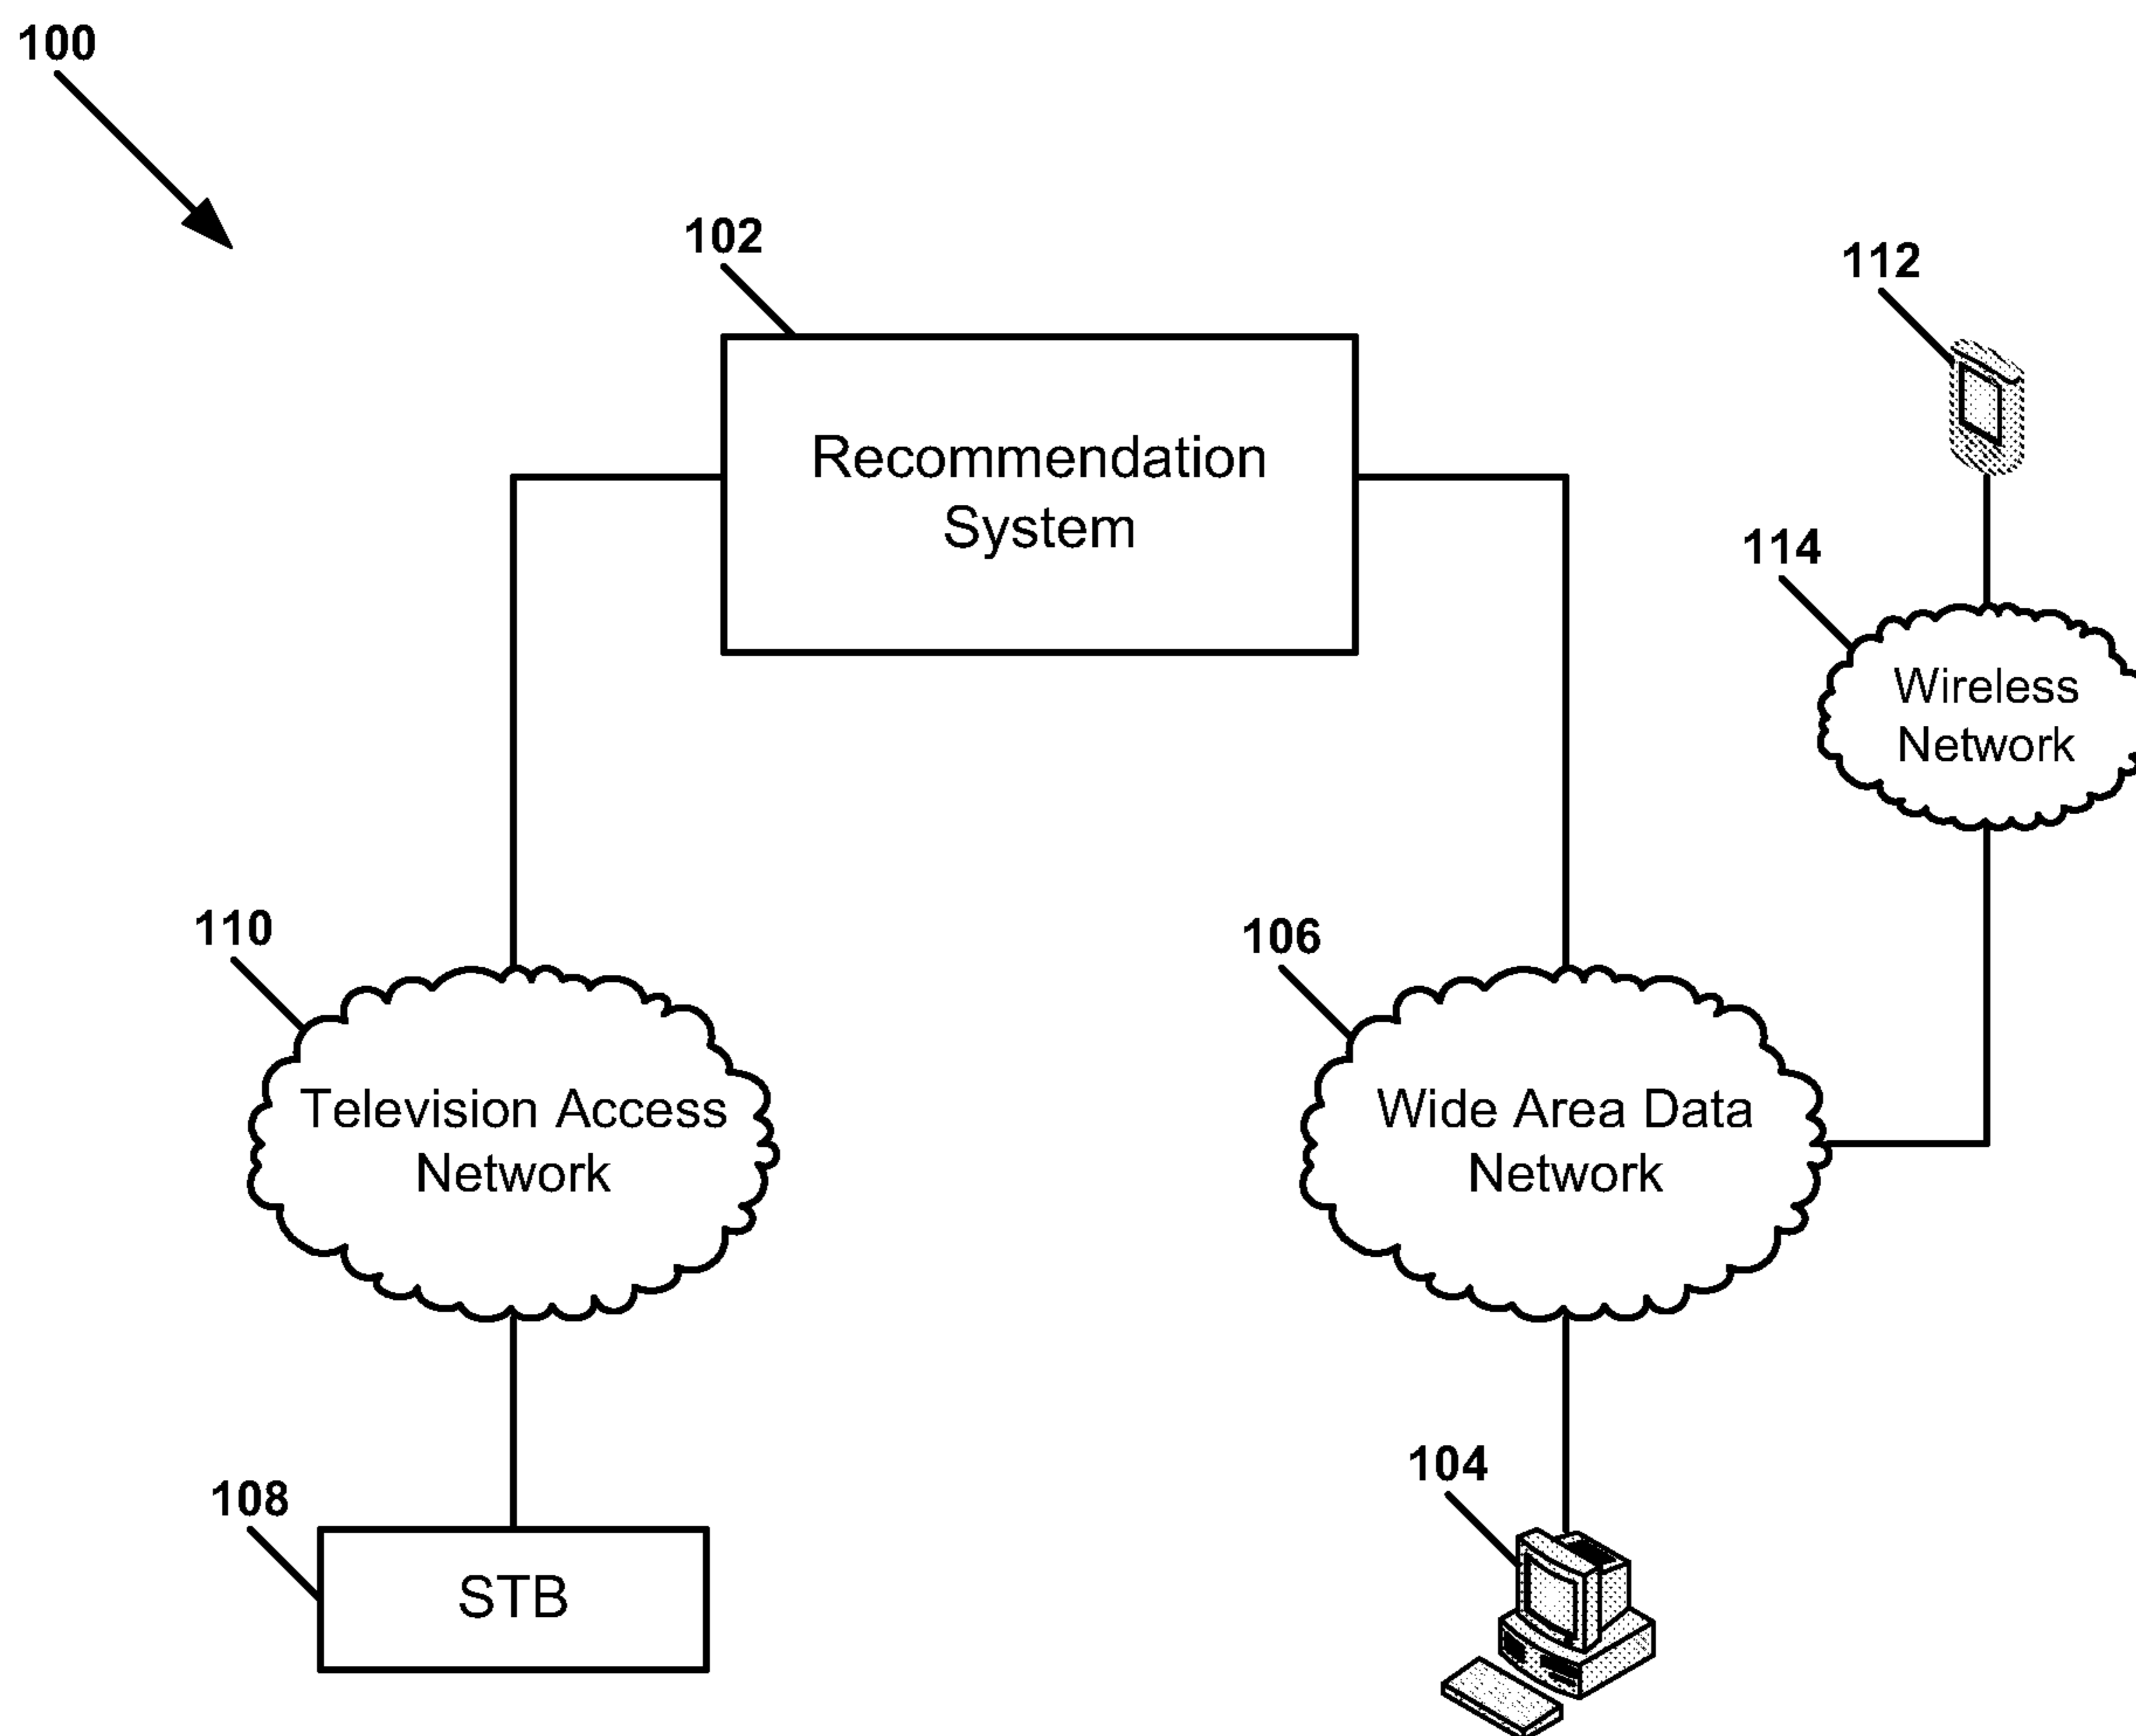 100
102
112
Recommendation
System
114
Wireless
Network
110
106
Television Access
Network
Wide Area Data
Network
104
108
STB